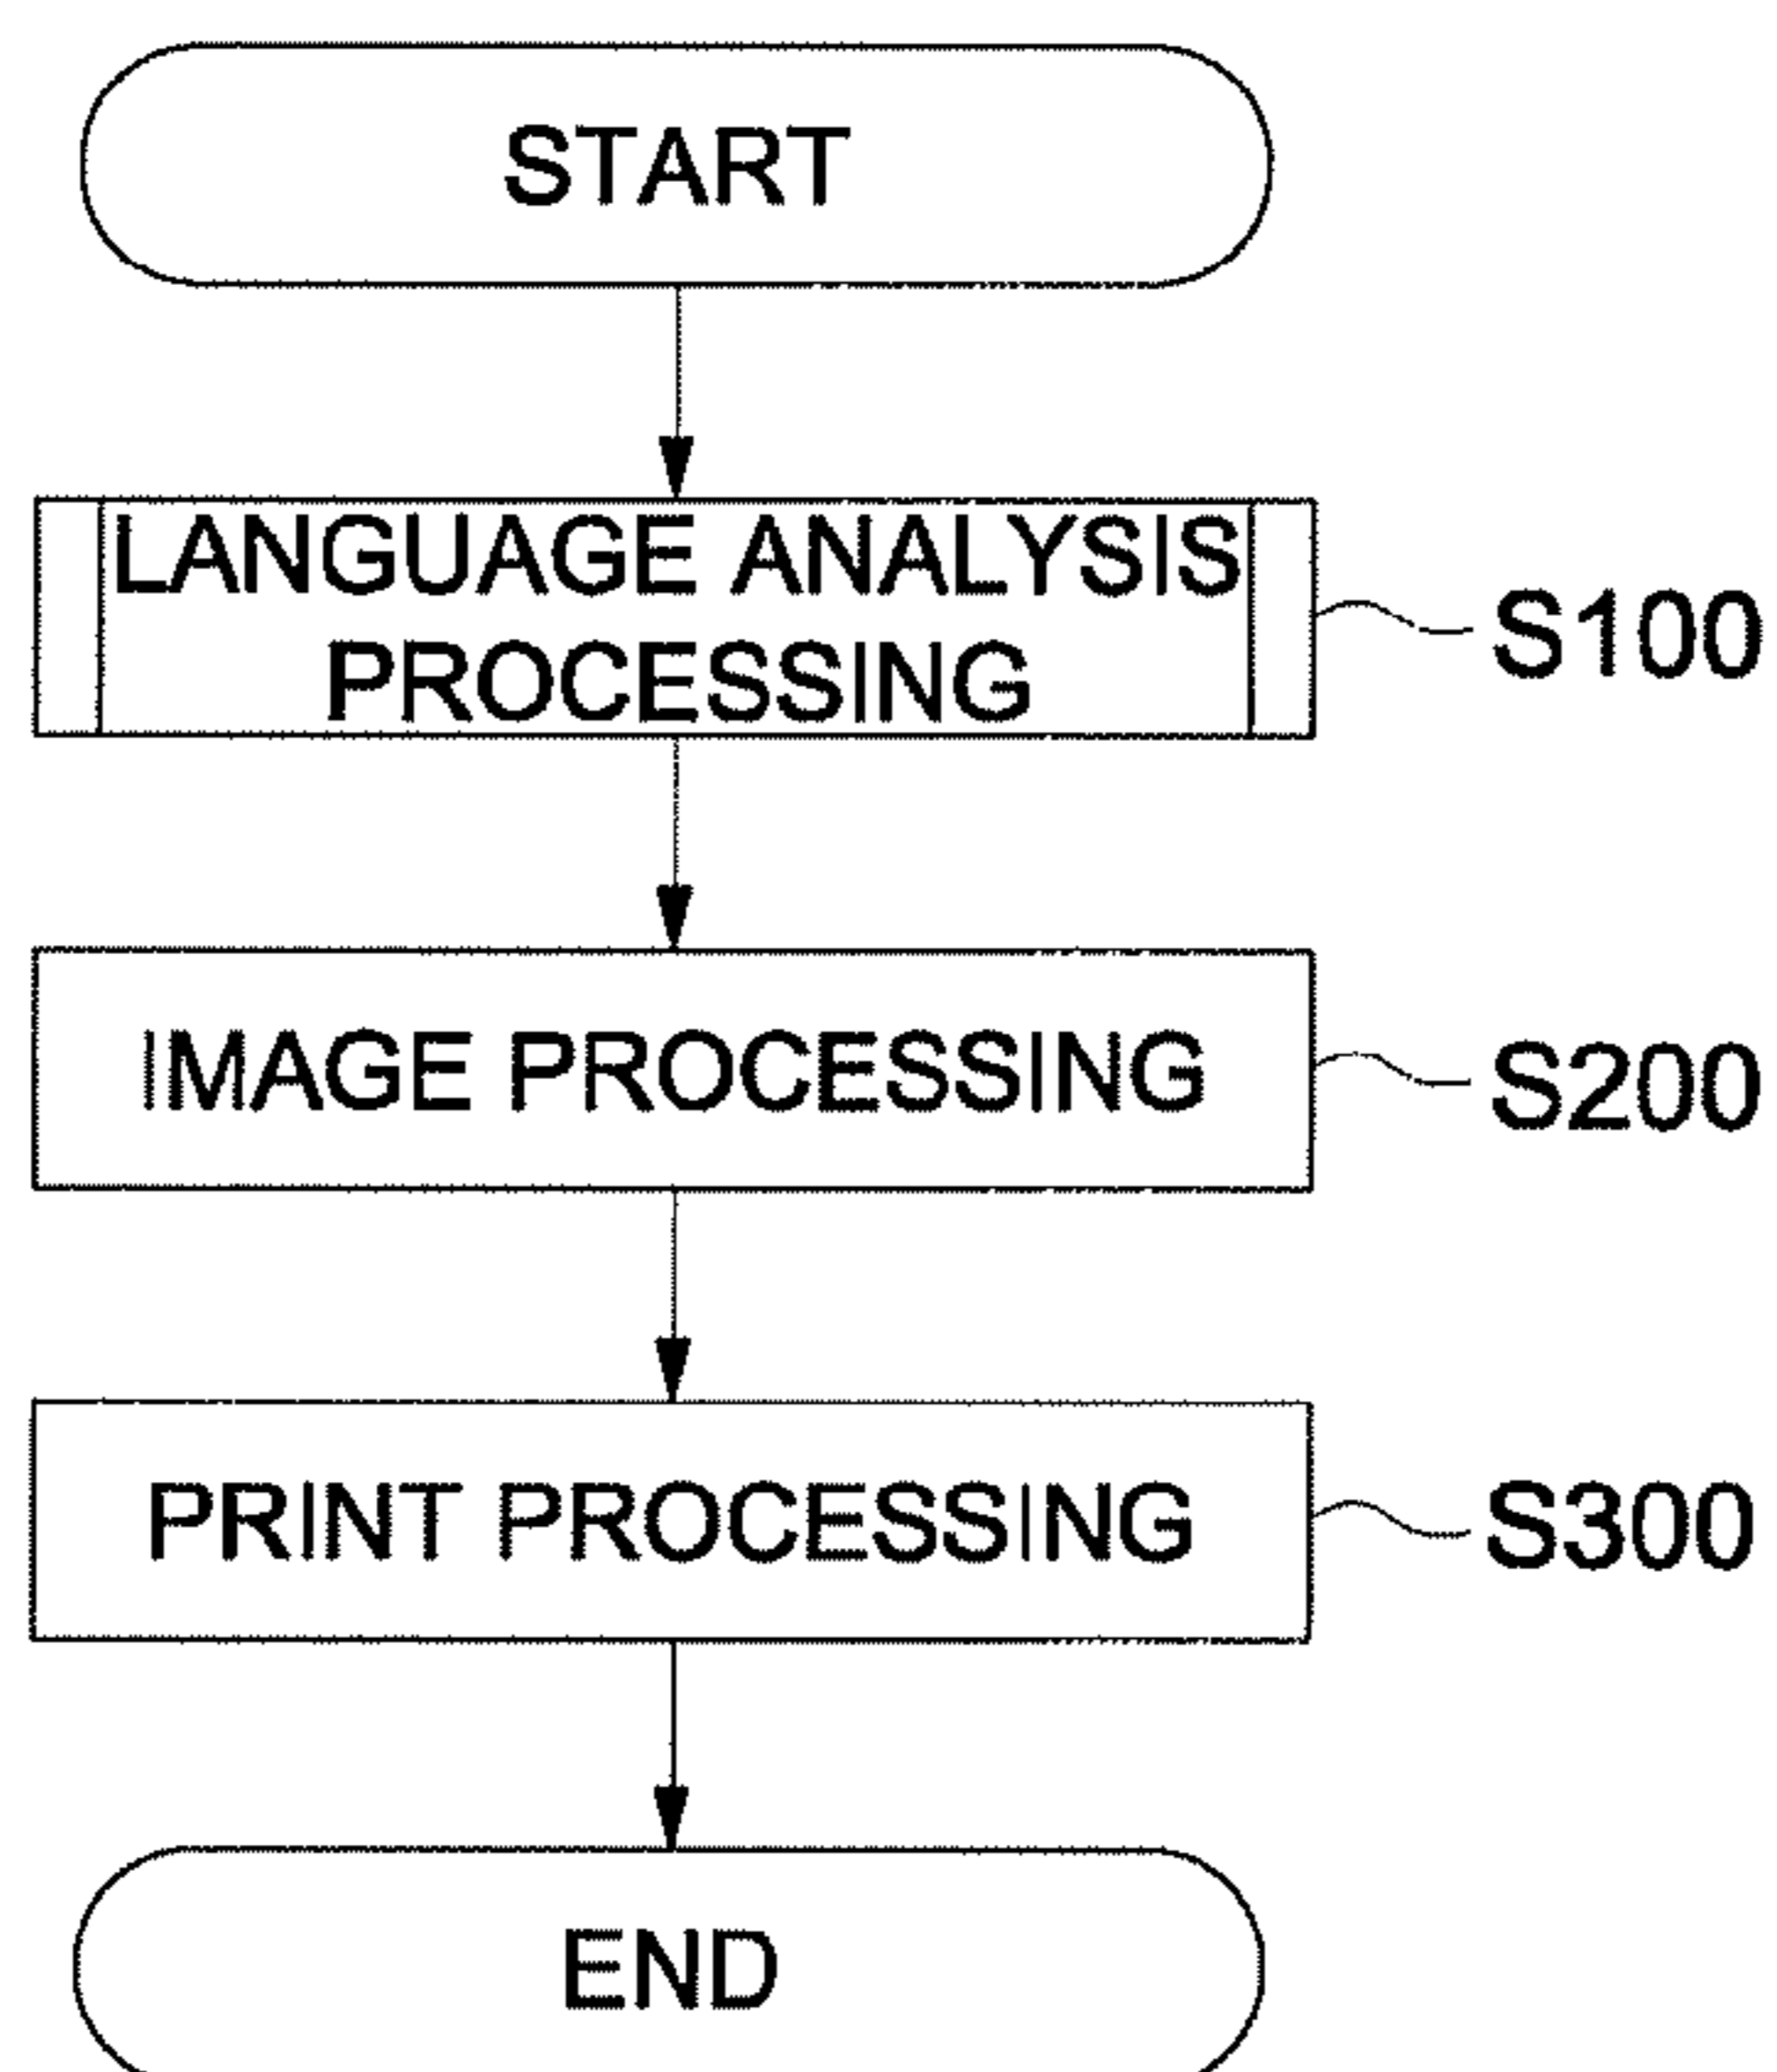 START
LANGUAGE ANALYSIS
PROCESSING
S100
IMAGE PROCESSING
S200
PRINT PROCESSING
S300
END